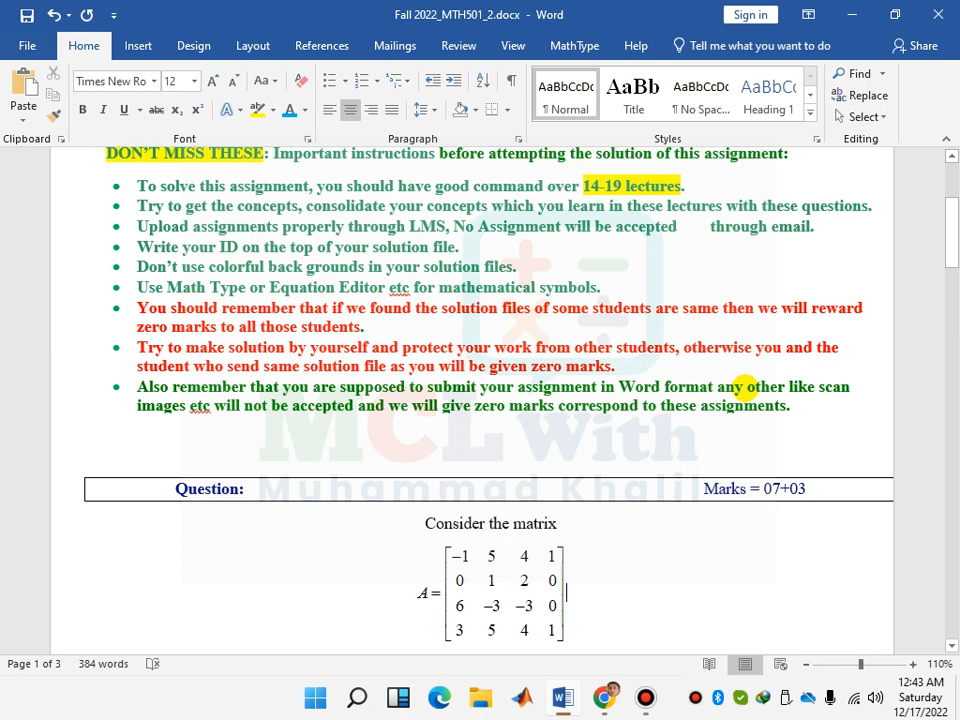 Fall 2022_MTH501_2.docx - Word
Sign in
File Home Insert Design Layout References Mailings Review View MathType Help Tell me what you want to do Share
Paste
Times New Ro 12 Aa
B I U abc x₂ x² A A
AaBbCcDc AaBb AaBbCcDc AaBbCc
¶ Normal Title ¶ No Spac... Heading 1
Find
Replace
Select
Clipboard Font Paragraph Styles Editing
DON’T MISS THESE: Important instructions before attempting the solution of this assignment:
• To solve this assignment, you should have good command over 14-19 lectures.
• Try to get the concepts, consolidate your concepts which you learn in these lectures with these questions.
• Upload assignments properly through LMS, No Assignment will be accepted through email.
• Write your ID on the top of your solution file.
• Don’t use colorful back grounds in your solution files.
• Use Math Type or Equation Editor etc for mathematical symbols.
• You should remember that if we found the solution files of some students are same then we will reward
zero marks to all those students.
• Try to make solution by yourself and protect your work from other students, otherwise you and the
student who send same solution file as you will be given zero marks.
• Also remember that you are supposed to submit your assignment in Word format any other like scan
images etc will not be accepted and we will give zero marks correspond to these assignments.
MCL With
Muhammad Khalil
Question: Marks = 07+03
Consider the matrix
−1 5 4 1
0 1 2 0
A =
6 −3 −3 0
3 5 4 1
Page 1 of 3 384 words 110%
12:43 AM
Saturday
12/17/2022